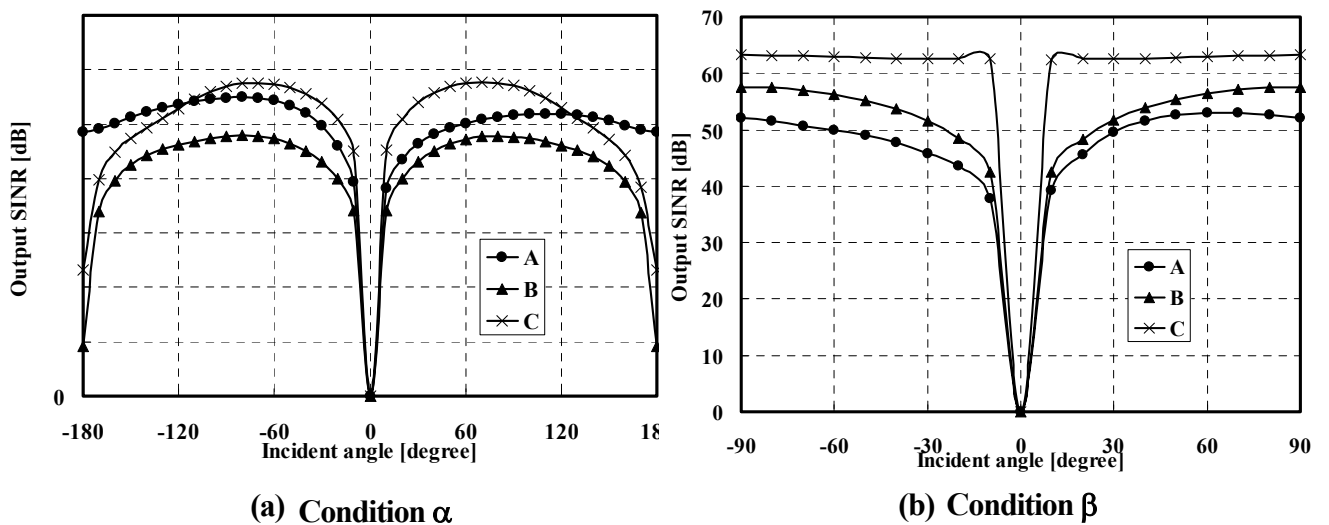 Output SINR [dB]
0
A
B
C
-180 -120 -60 0 60 120 18
Incident angle [degree]
(a) Condition α
Output SINR [dB]
70
60
50
40
30
20
10
0
A
B
C
-90 -60 -30 0 30 60 90
Incident angle [degree]
(b) Condition β